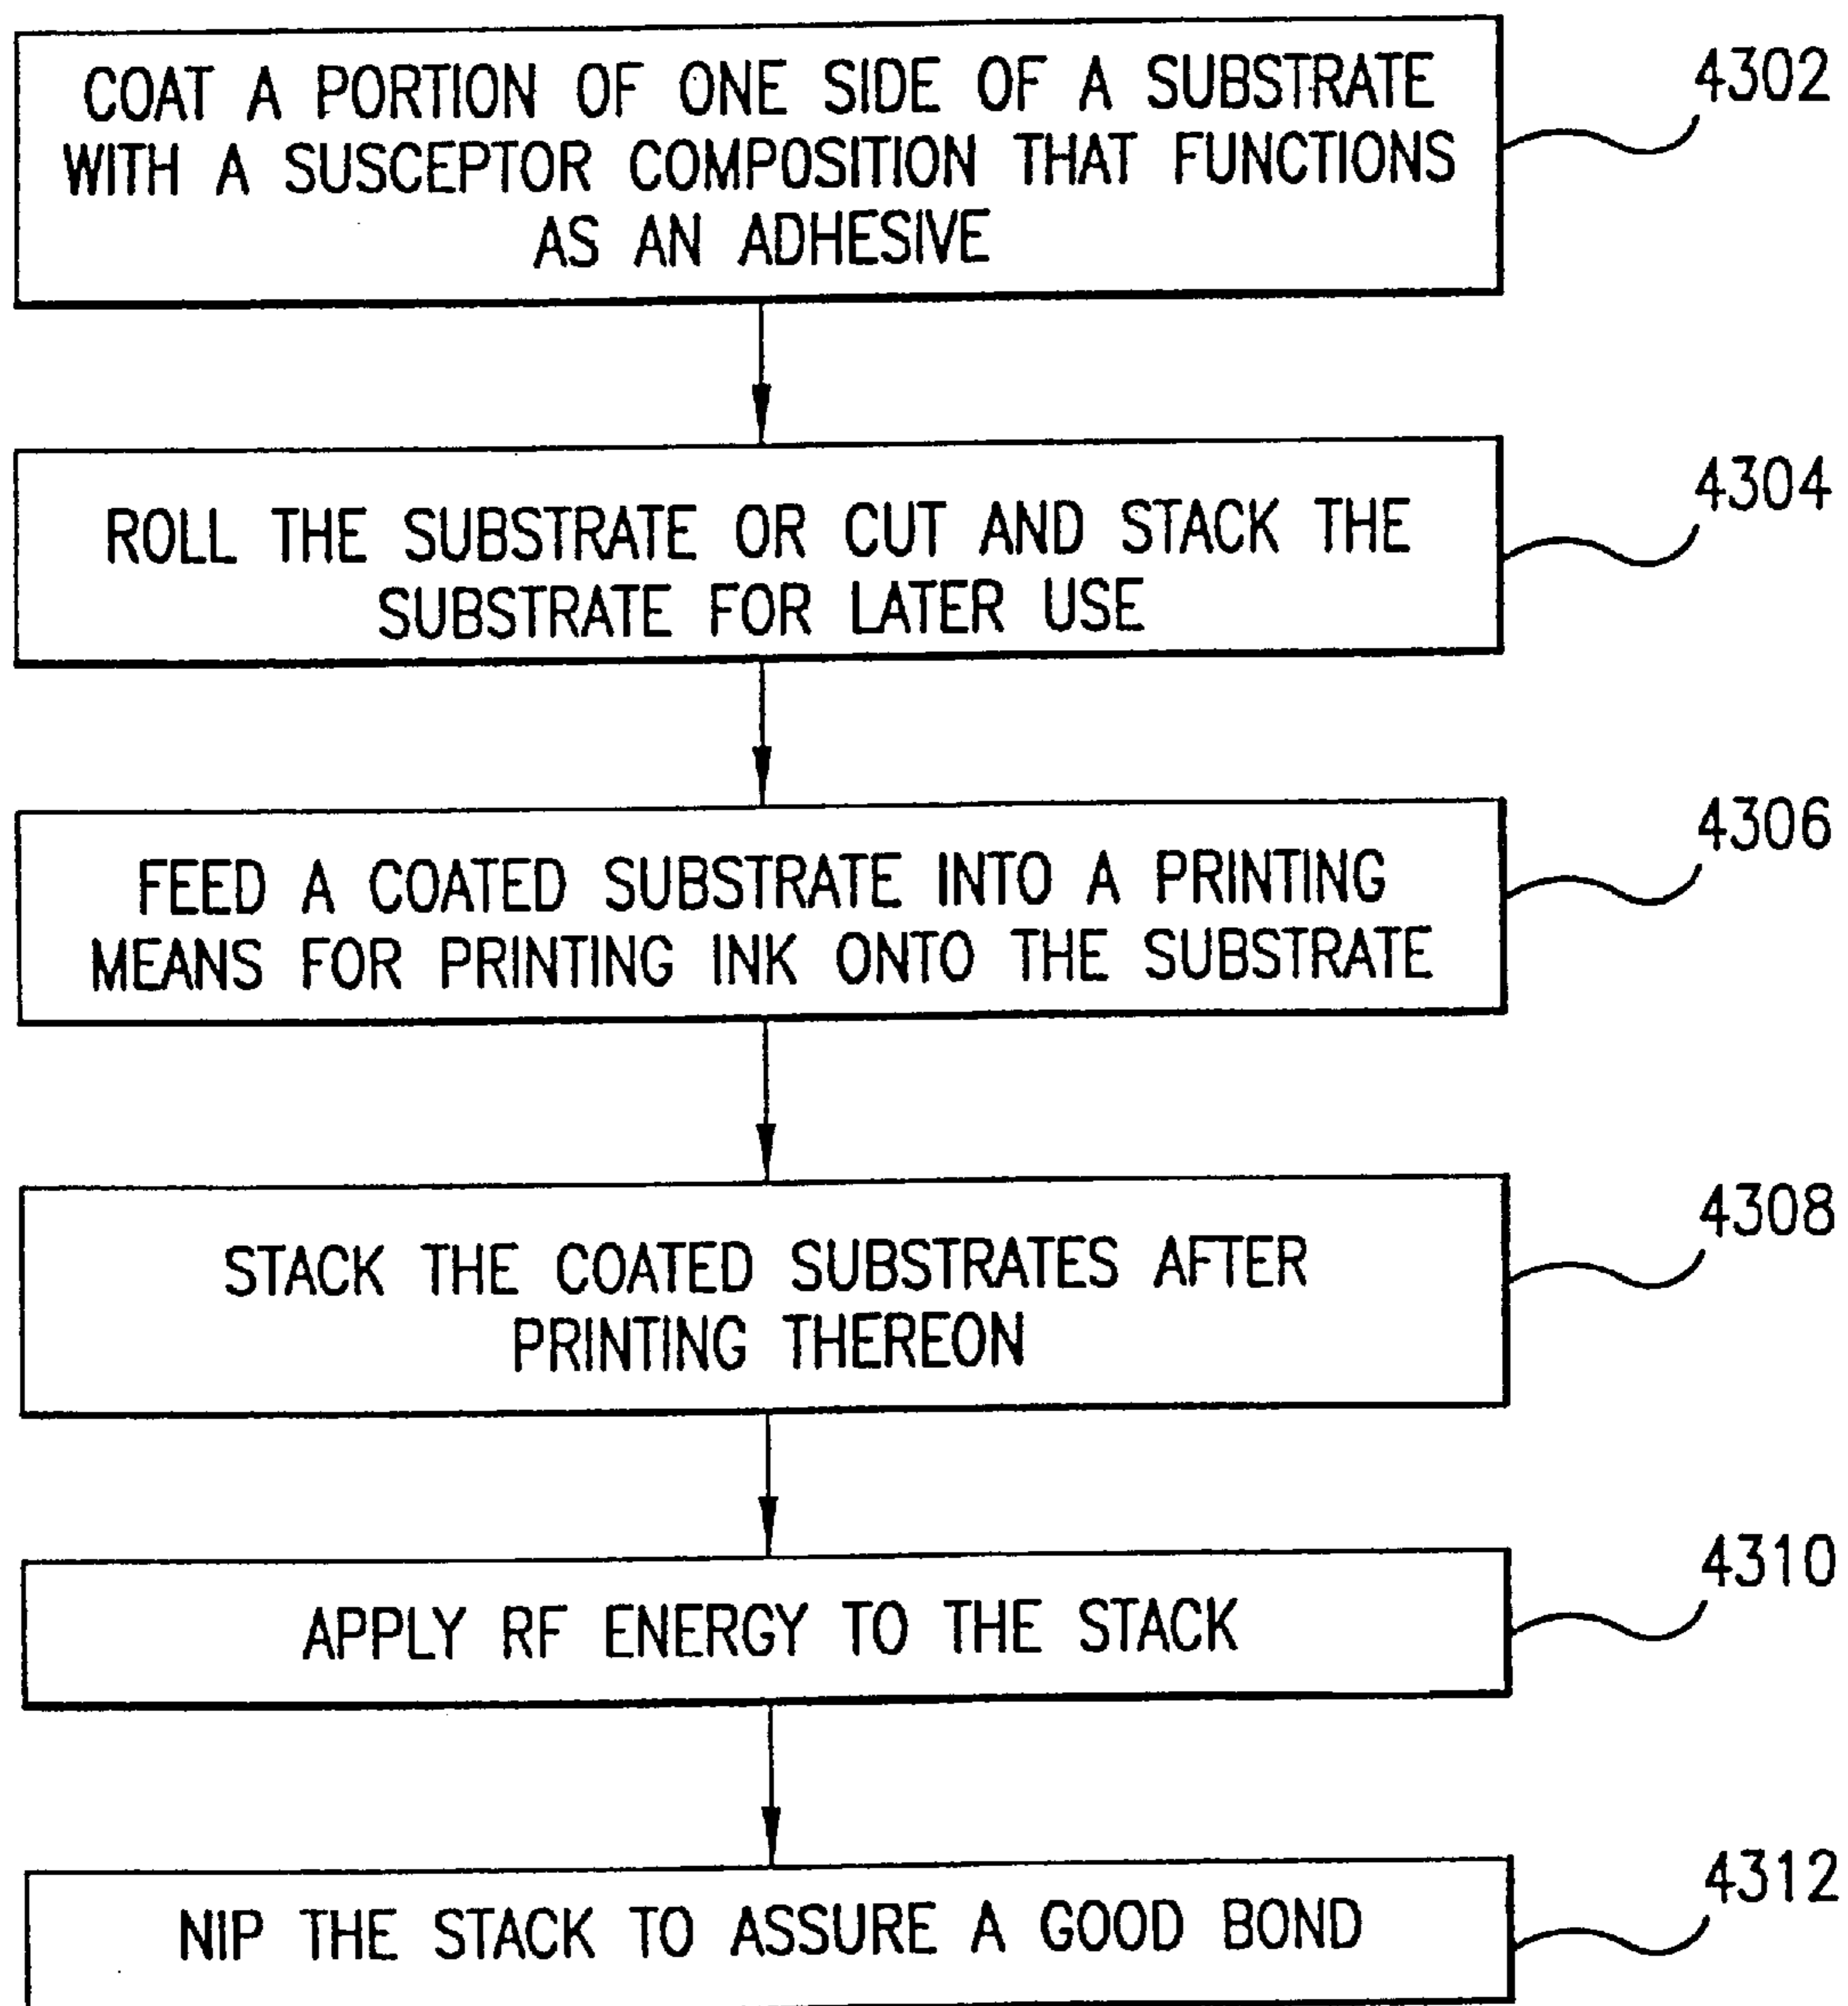 COAT A PORTION OF ONE SIDE OF A SUBSTRATE
WITH A SUSCEPTOR COMPOSITION THAT FUNCTIONS
AS AN ADHESIVE
4302
ROLL THE SUBSTRATE OR CUT AND STACK THE
SUBSTRATE FOR LATER USE
4304
FEED A COATED SUBSTRATE INTO A PRINTING
MEANS FOR PRINTING INK ONTO THE SUBSTRATE
4306
STACK THE COATED SUBSTRATES AFTER
PRINTING THEREON
4308
APPLY RF ENERGY TO THE STACK
4310
NIP THE STACK TO ASSURE A GOOD BOND
4312